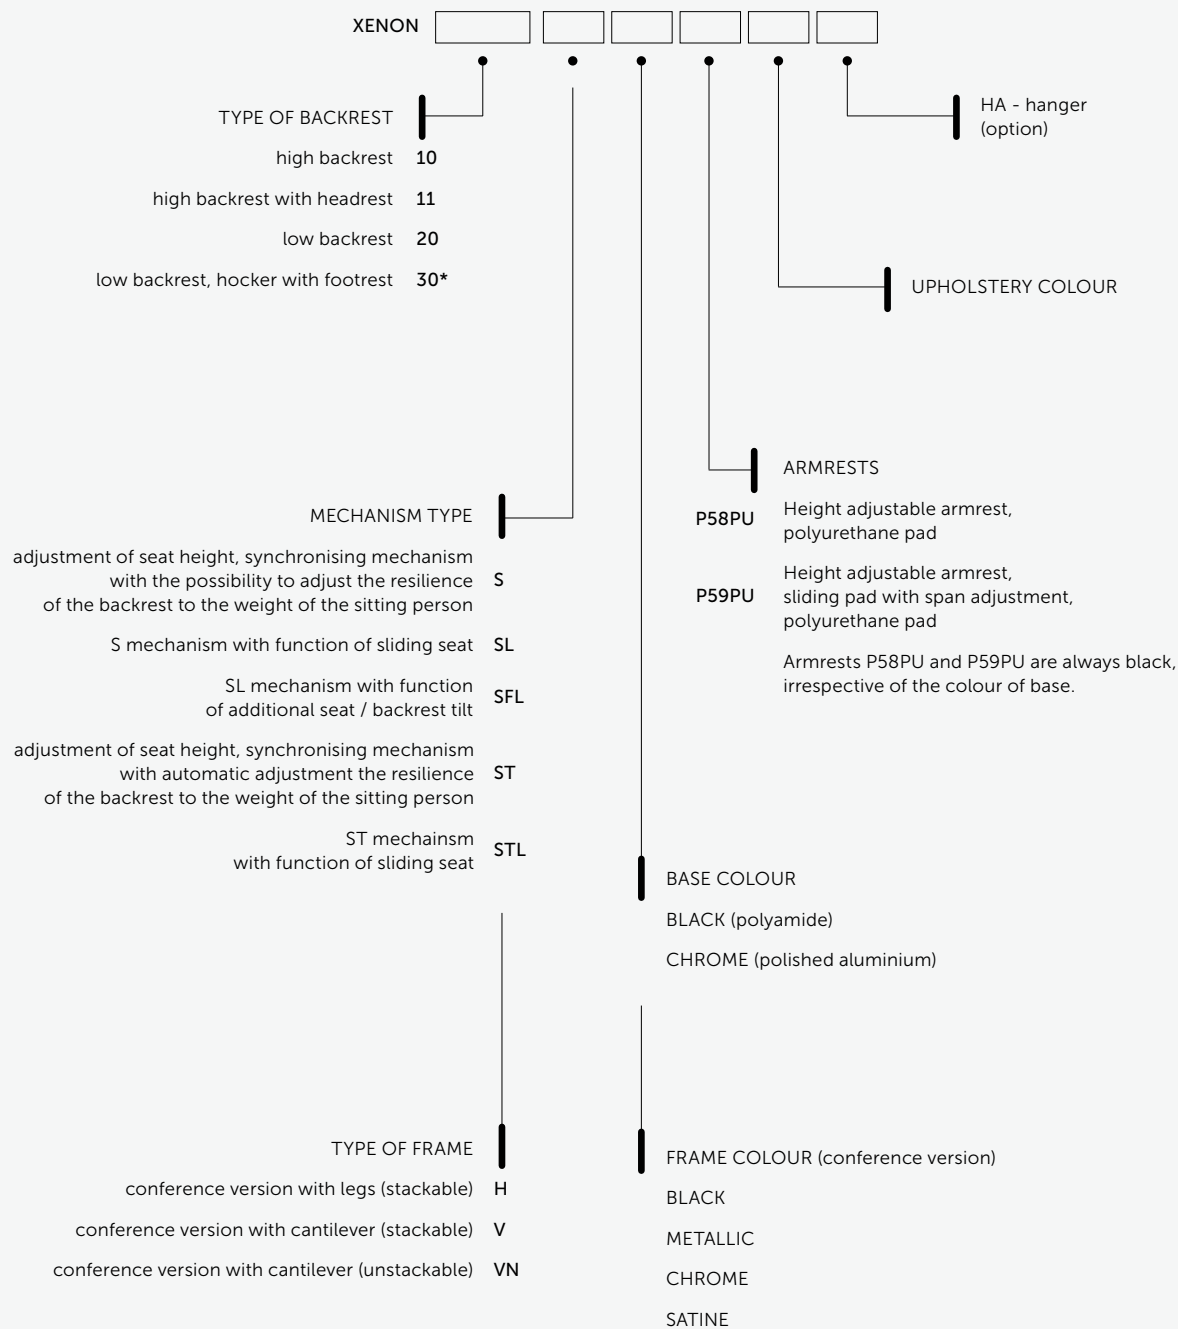 XENON
TYPE OF BACKREST
high backrest 10
high backrest with headrest 11
low backrest 20
low backrest, hocker with footrest 30*
HA - hanger
(option)
UPHOLSTERY COLOUR
ARMRESTS
P58PU Height adjustable armrest,
polyurethane pad
P59PU Height adjustable armrest,
sliding pad with span adjustment,
polyurethane pad
Armrests P58PU and P59PU are always black,
irrespective of the colour of base.
MECHANISM TYPE
adjustment of seat height, synchronising mechanism
with the possibility to adjust the resilience S
of the backrest to the weight of the sitting person
S mechanism with function of sliding seat SL
SL mechanism with function
of additional seat / backrest tilt SFL
adjustment of seat height, synchronising mechanism
with automatic adjustment the resilience ST
of the backrest to the weight of the sitting person
ST mechainsm
with function of sliding seat STL
BASE COLOUR
BLACK (polyamide)
CHROME (polished aluminium)
TYPE OF FRAME
conference version with legs (stackable) H
conference version with cantilever (stackable) V
conference version with cantilever (unstackable) VN
FRAME COLOUR (conference version)
BLACK
METALLIC
CHROME
SATINE